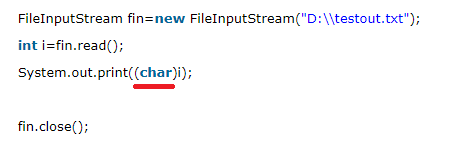 FileInputStream fin=new FileInputStream("D:\\testout.txt");
int i=fin.read();
System.out.print((char)i);
fin.close();